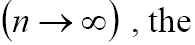 (n → ∞) , the